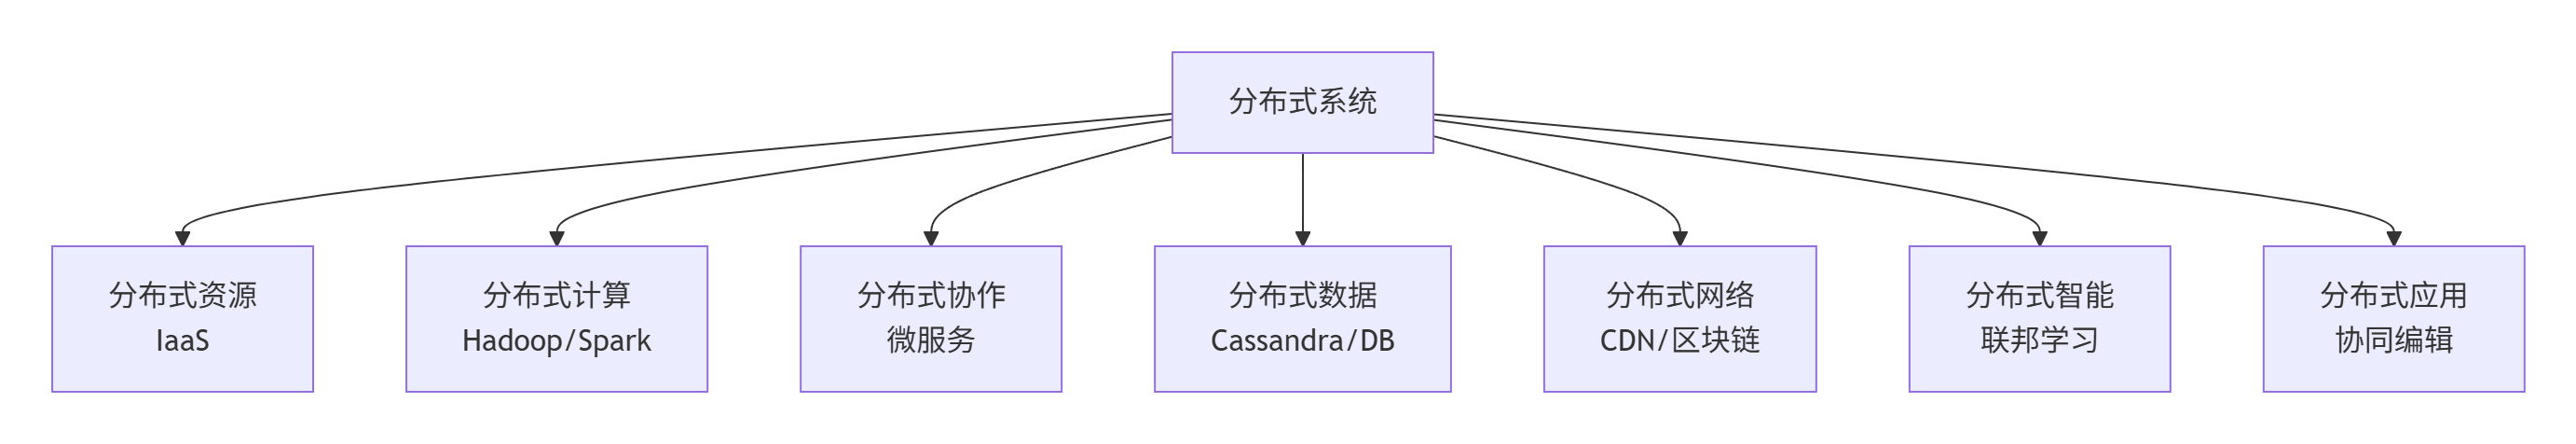 分布式系统
分布式资源
IaaS
分布式计算
Hadoop/Spark
分布式协作
微服务
分布式数据
Cassandra/DB
分布式网络
CDN/区块链
分布式智能
联邦学习
分布式应用
协同编辑